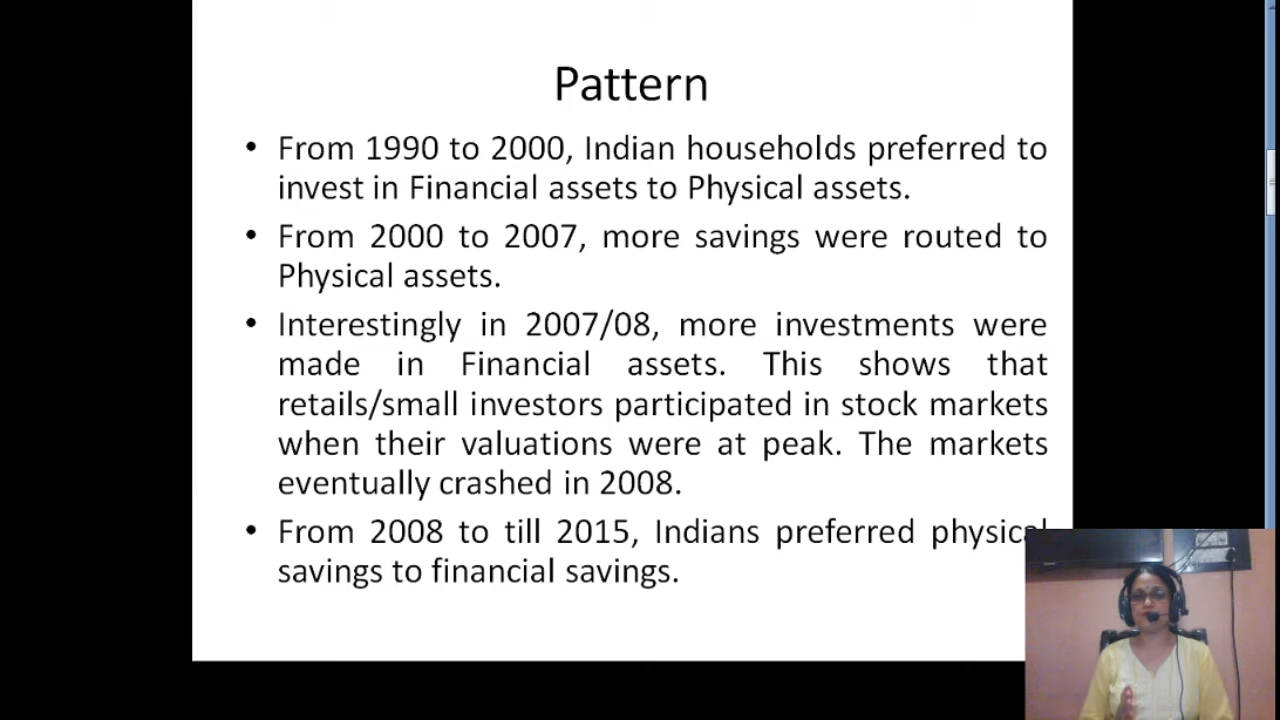 Pattern
• From 1990 to 2000, Indian households preferred to
invest in Financial assets to Physical assets.
• From 2000 to 2007, more savings were routed to
Physical assets.
• Interestingly in 2007/08, more investments were
made in Financial assets. This shows that
retails/small investors participated in stock markets
when their valuations were at peak. The markets
eventually crashed in 2008.
• From 2008 to till 2015, Indians preferred physical
savings to financial savings.